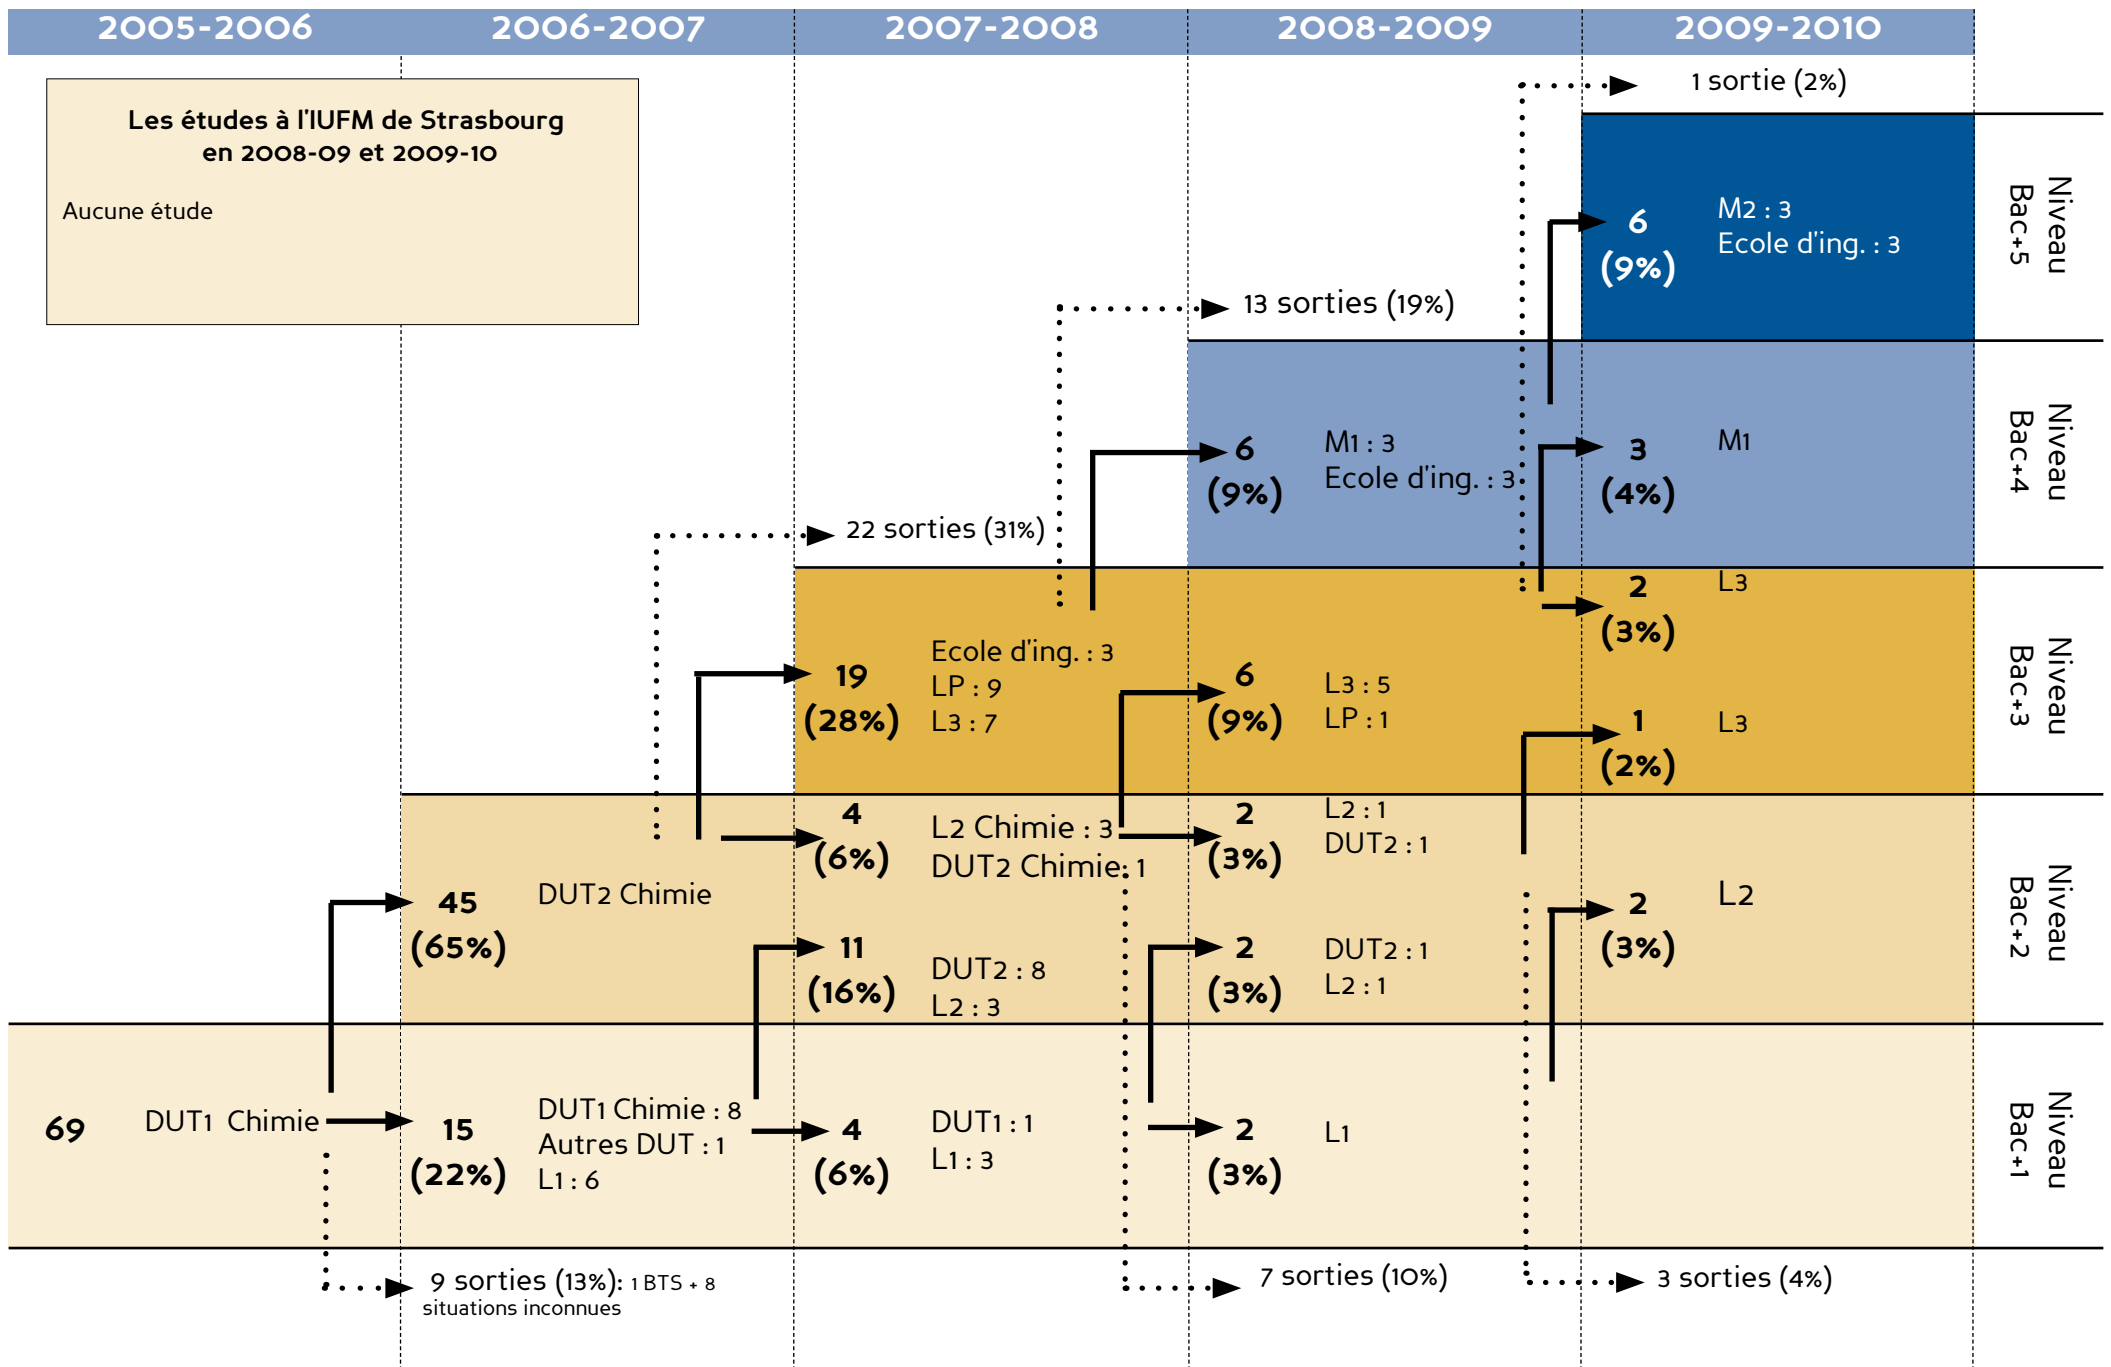 2005-2006
2006-2007
2007-2008
2008-2009
2009-2010
Les études à l'IUFM de Strasbourg
en 2008-09 et 2009-10
Aucune étude
1 sortie (2%)
6
(9%)
M2 : 3
Ecole d'ing. : 3
Niveau
Bac+5
13 sorties (19%)
6
(9%)
M1 : 3
Ecole d'ing. : 3
3
(4%)
M1
Niveau
Bac+4
22 sorties (31%)
19
(28%)
Ecole d'ing. : 3
LP : 9
L3 : 7
6
(9%)
L3 : 5
LP : 1
2
(3%)
L3
1
(2%)
L3
Niveau
Bac+3
45
(65%)
DUT2 Chimie
4
(6%)
L2 Chimie : 3
DUT2 Chimie: 1
11
(16%)
DUT2 : 8
L2 : 3
2
(3%)
L2 : 1
DUT2 : 1
2
(3%)
DUT2 : 1
L2 : 1
2
(3%)
L2
Niveau
Bac+2
69
DUT1 Chimie
15
(22%)
DUT1 Chimie : 8
Autres DUT : 1
L1 : 6
4
(6%)
DUT1 : 1
L1 : 3
2
(3%)
L1
Niveau
Bac+1
9 sorties (13%): 1 BTS + 8
situations inconnues
7 sorties (10%)
3 sorties (4%)